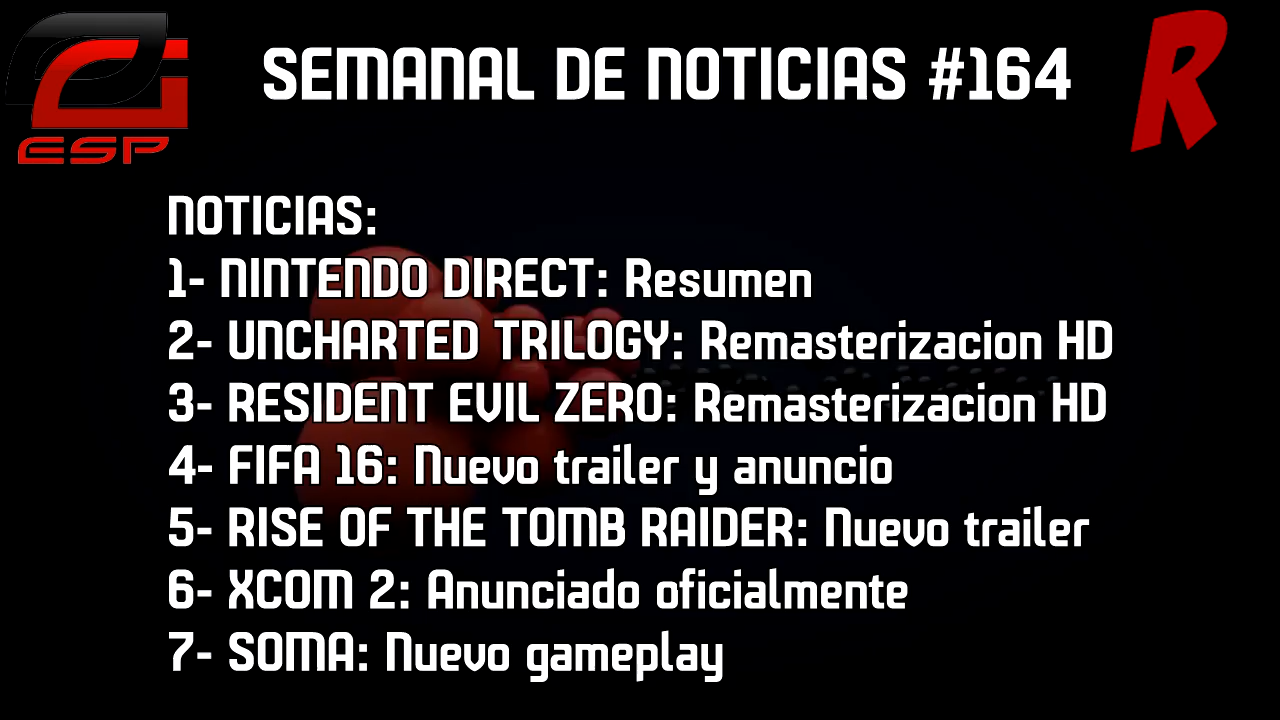 SEMANAL DE NOTICIAS #164
R
ESP
NOTICIAS:
1- NINTENDO DIRECT: Resumen
2- UNCHARTED TRILOGY: Remasterizacion HD
3- RESIDENT EVIL ZERO: Remasterizacion HD
4- FIFA 16: Nuevo trailer y anuncio
5- RISE OF THE TOMB RAIDER: Nuevo trailer
6- XCOM 2: Anunciado oficialmente
7- SOMA: Nuevo gameplay